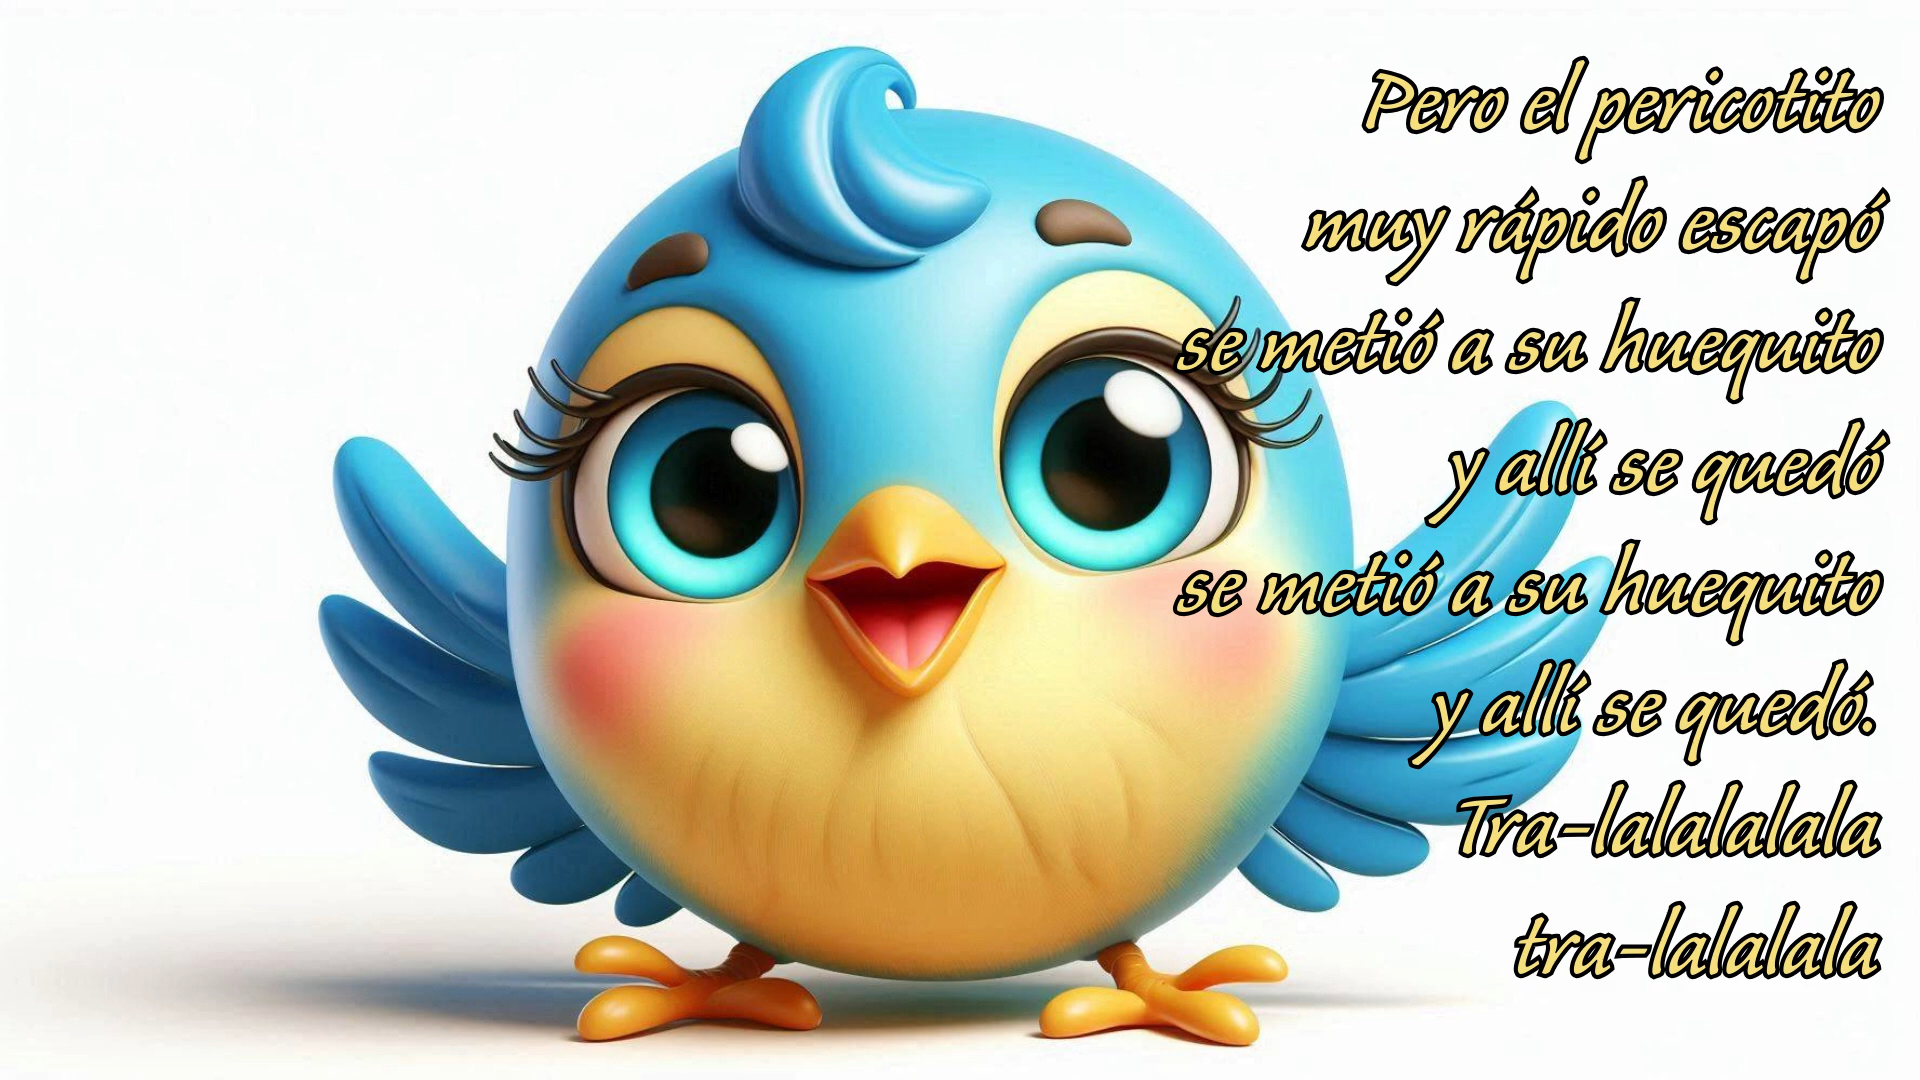 Pero el pericotito
muy rápido escapó
se metió a su huequito
y allí se quedó
se metió a su huequito
y allí se quedó.
Tra-lalalalala
tra-lalalala